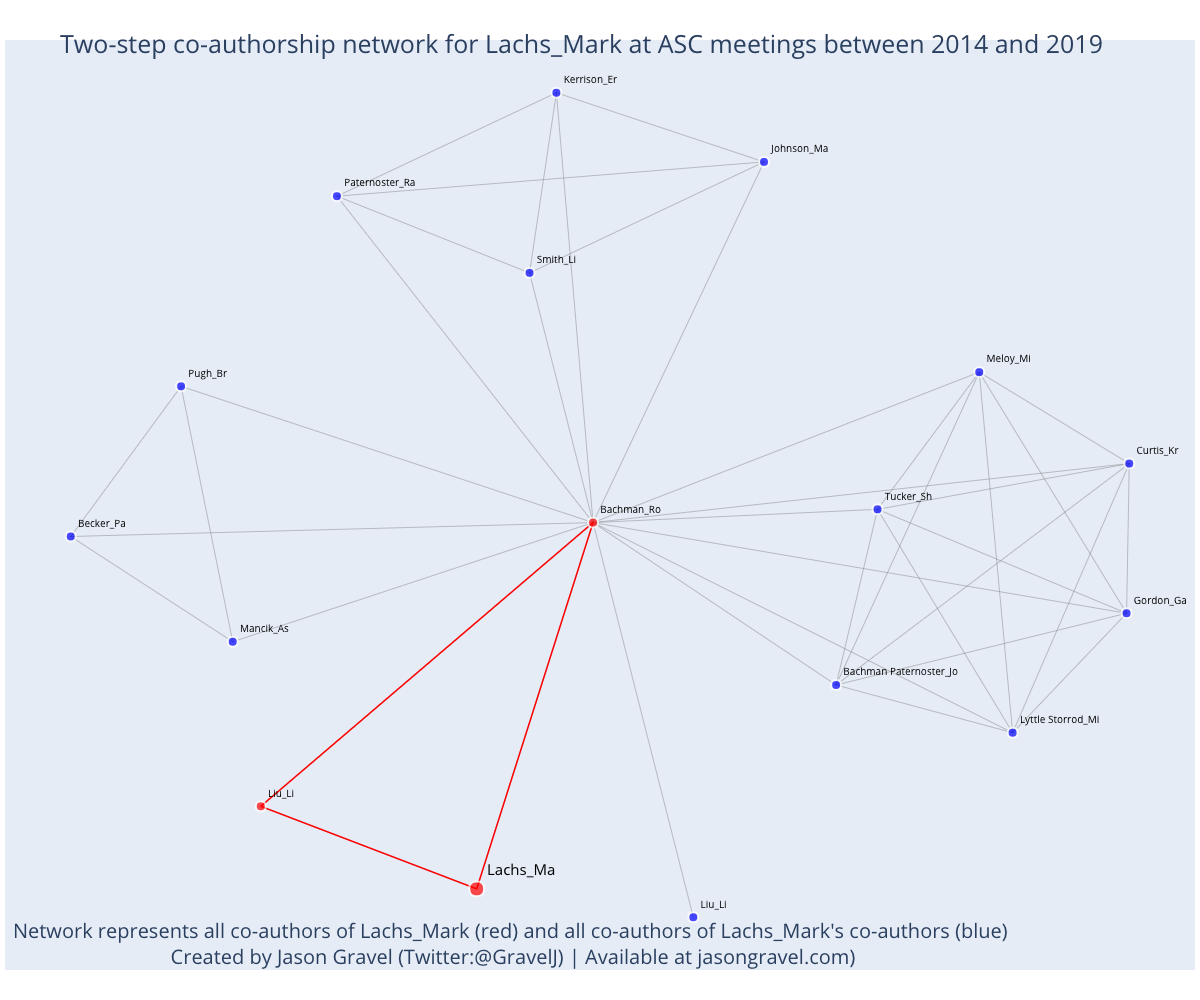 Two-step co-authorship network for Lachs_Mark at ASC meetings between 2014 and 2019
Kerrison_Er
Johnson_Ma
Paternoster_Ra
Smith_Li
Meloy_Mi
Pugh_Br
Curtis_Kr
Tucker_Sh
Bachman_Ro
Becker_Pa
Gordon_Ga
Mancik_As
Bachman Paternoster_Jo
Lyttle Storrod_Mi
Liu_Li
Lachs_Ma
Liu_Li
Network represents all co-authors of Lachs_Mark (red) and all co-authors of Lachs_Mark's co-authors (blue)
Created by Jason Gravel (Twitter:@GravelJ) | Available at jasongravel.com)